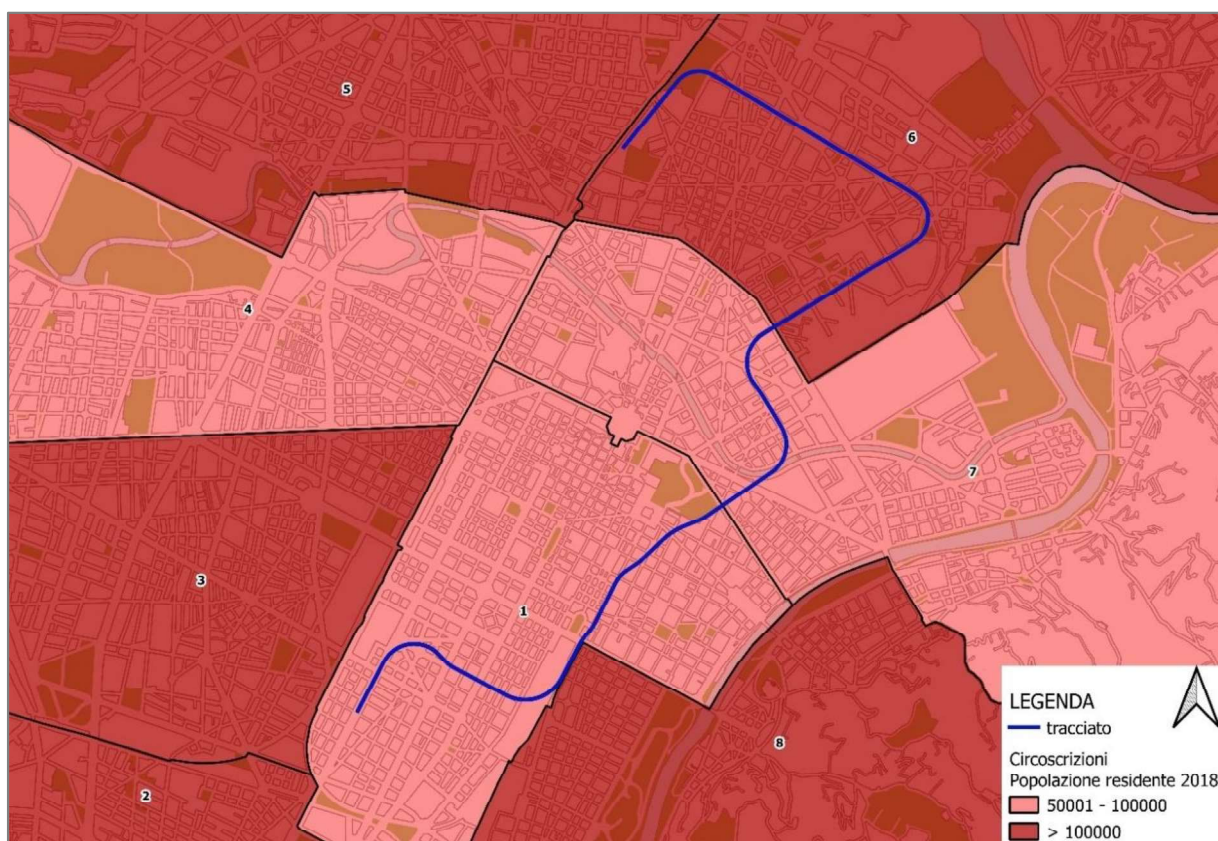 5
6
4
7
3
1
8
2
LEGENDA
tracciato
Circoscrizioni
Popolazione residente 2018
50001 - 100000
> 100000